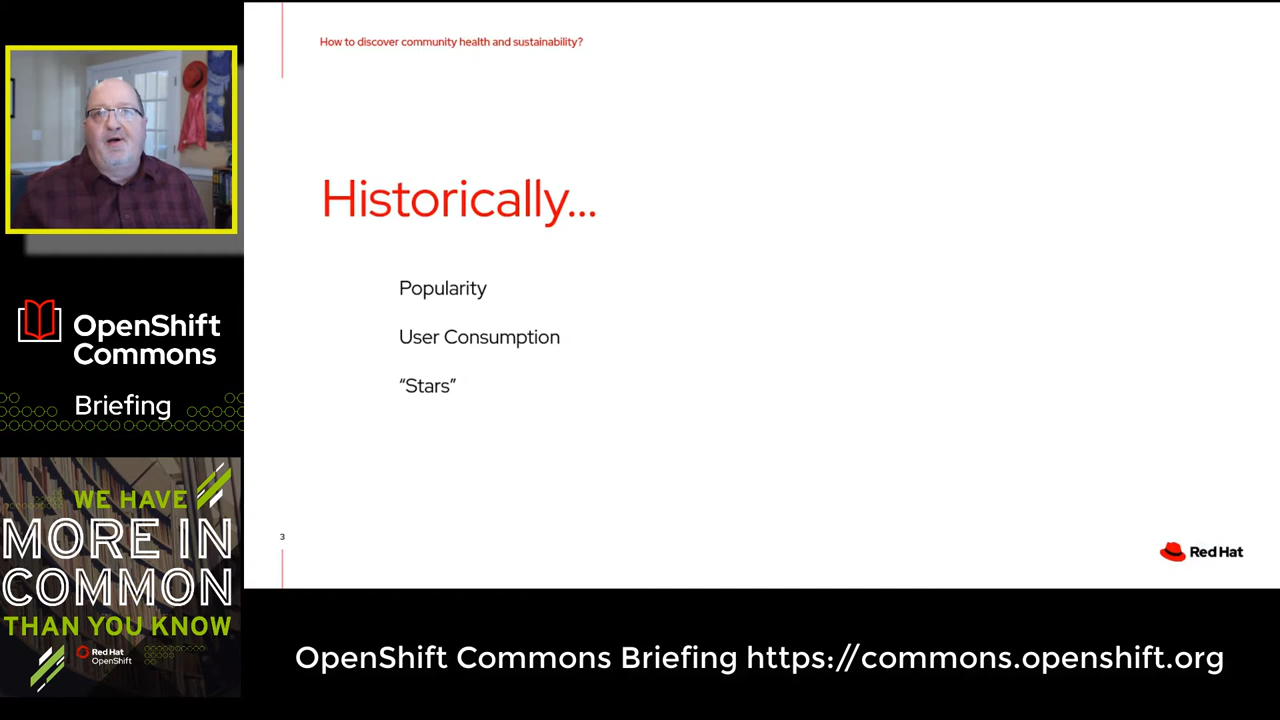 How to discover community health and sustainability?
Historically...
Popularity
User Consumption
“Stars”
3
Red Hat
OpenShift
Commons
Briefing
WE HAVE
MORE IN
COMMON
THAN YOU KNOW
Red Hat
OpenShift
OpenShift Commons Briefing https://commons.openshift.org